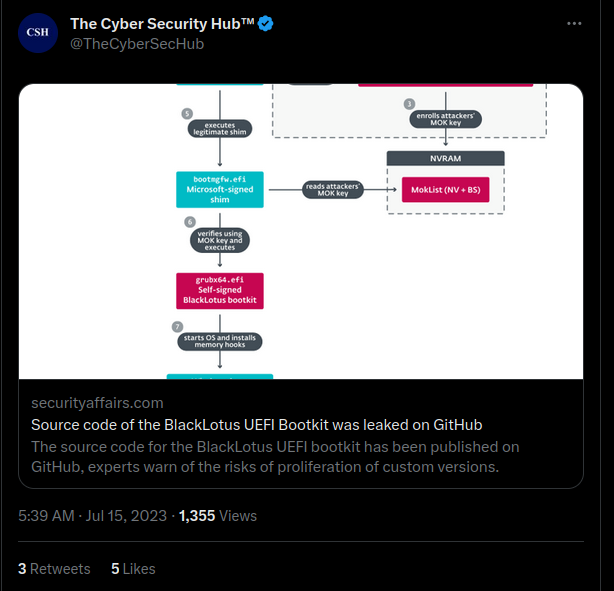 CSH
The Cyber Security Hub™
@TheCyberSecHub
5
executes
legitimate shim
3
enrolls attackers'
MOK key
NVRAM
bootmgfw.efi
Microsoft-signed
shim
reads attackers'
MOK key
MokList (NV + BS)
6
verifies using
MOK key and
executes
grubx64.efi
Self-signed
BlackLotus bootkit
7
starts OS and installs
memory hooks
securityaffairs.com
Source code of the BlackLotus UEFI Bootkit was leaked on GitHub
The source code for the BlackLotus UEFI bootkit has been published on
GitHub, experts warn of the risks of proliferation of custom versions.
5:39 AM · Jul 15, 2023 · 1,355 Views
3 Retweets 5 Likes